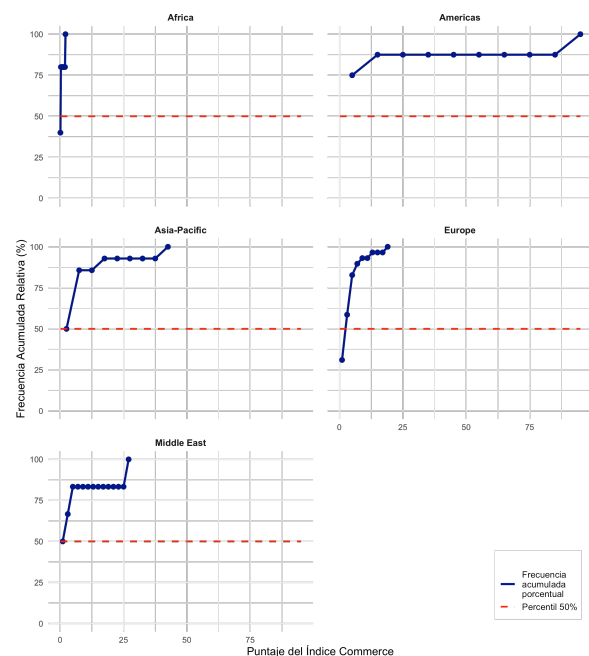 Africa
Americas
100
75
50
25
0
Asia-Pacific
Europe
100
75
50
25
0
0
25
50
75
Middle East
100
75
50
25
0
0
25
50
75
Frecuencia Acumulada Relativa (%)
Puntaje del Índice Commerce
Frecuencia
acumulada
porcentual
Percentil 50%